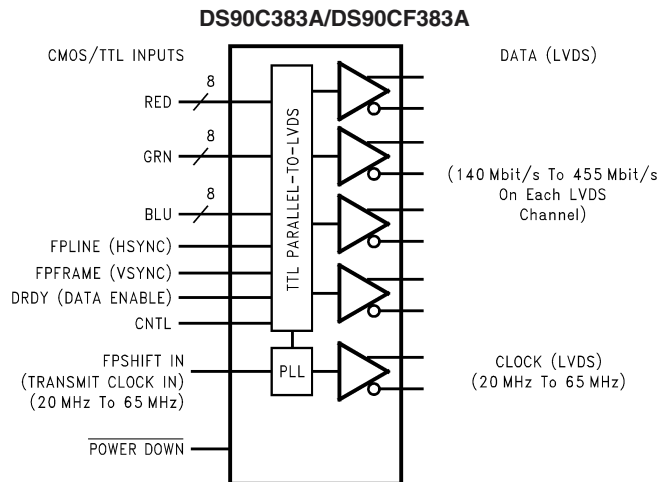 DS90C383A/DS90CF383A
CMOS/TTL INPUTS
DATA (LVDS)
8
RED
8
GRN
8
BLU
FPLINE (HSYNC)
FPFRAME (VSYNC)
DRDY (DATA ENABLE)
CNTL
TTL PARALLEL-TO-LVDS
(140 Mbit/s To 455 Mbit/s
On Each LVDS
Channel)
FPSHIFT IN
(TRANSMIT CLOCK IN)
(20 MHz To 65 MHz)
PLL
CLOCK (LVDS)
(20 MHz To 65 MHz)
POWER DOWN